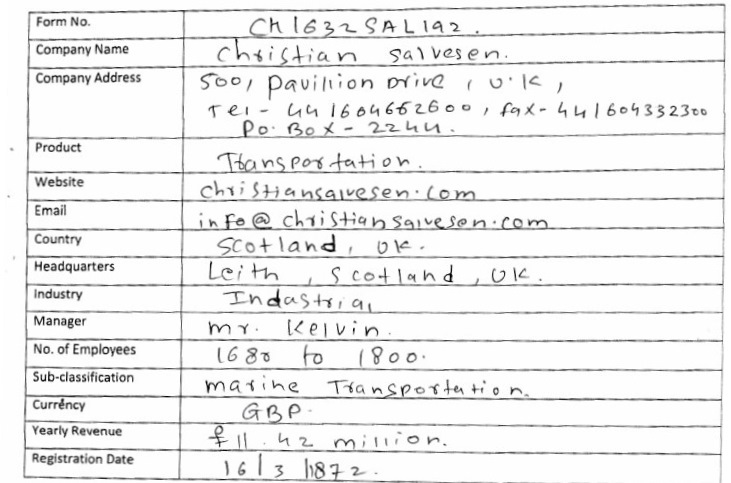 Form No. CH1632SAL192.
Company Name Christian salvesen.
Company Address 500, Pavillion Drive, U.K,
Tel- 441604662600, fax- 441604332300
Po. Box - 2244.
Product Transportation.
Website christiansalvesen.com
Email info@christiansalvesen.com
Country Scotland, UK.
Headquarters Leith, Scotland, UK.
Industry Indastrial
Manager mr. Kelvin.
No. of Employees 1680 to 1800.
Sub-classification marine Transportation.
Currency GBP.
Yearly Revenue £11.42 million.
Registration Date 16/3/1872.